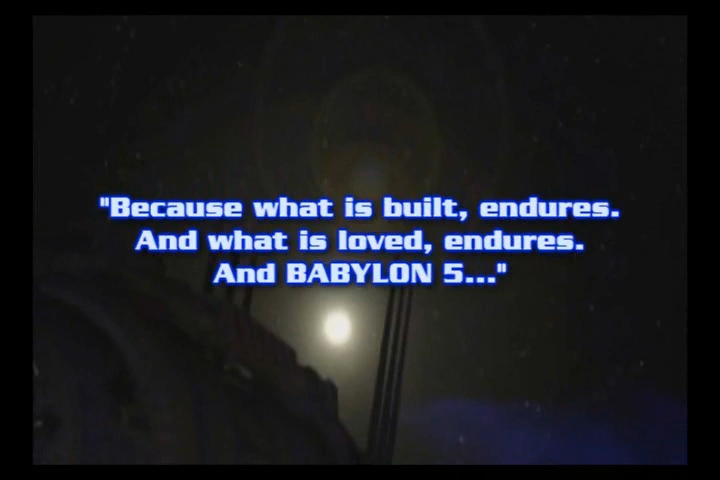 "Because what is built, endures.
And what is loved, endures.
And BABYLON 5..."